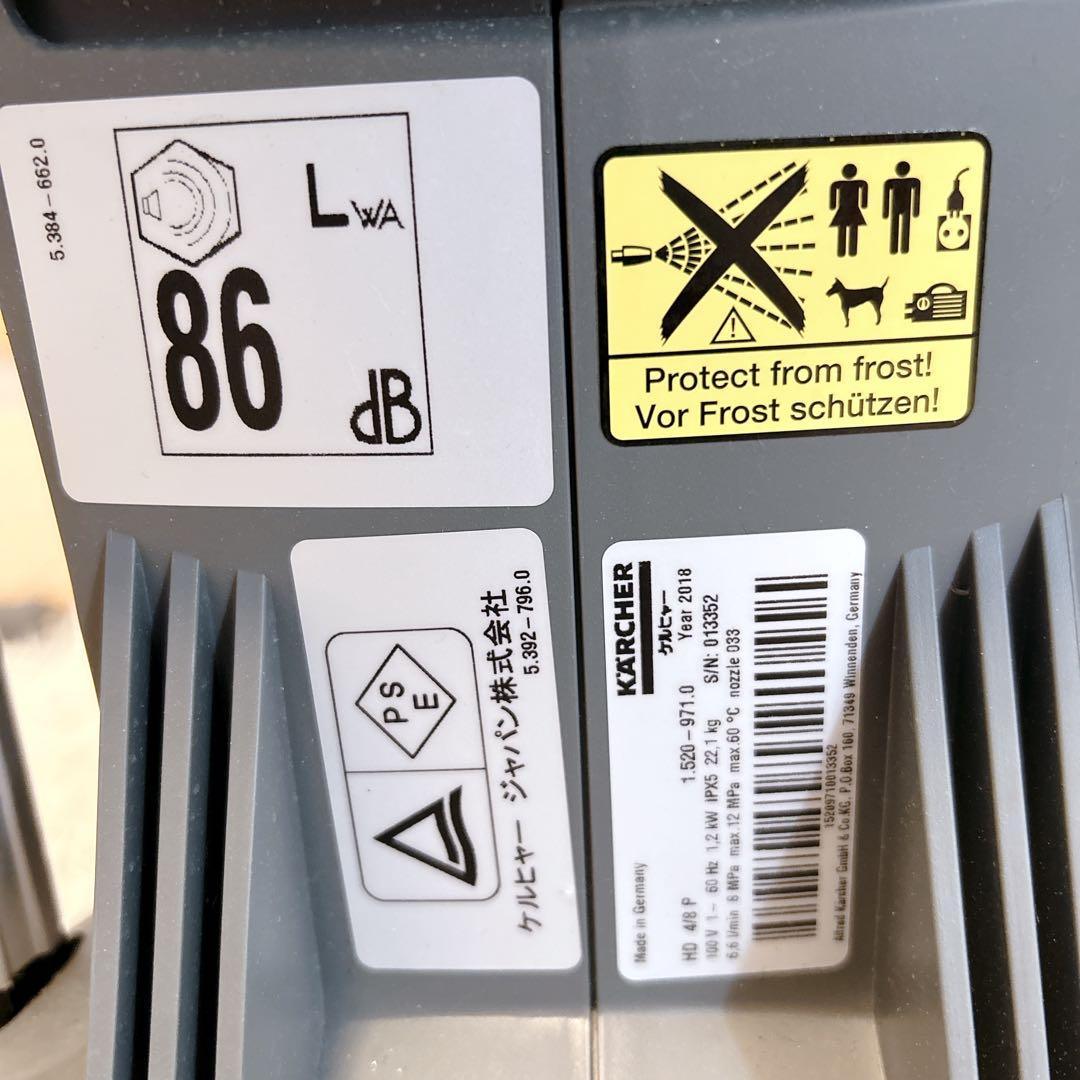 5.384-662.0
LWA
86
dB
Protect from frost!
Vor Frost schützen!
PS
E
ケルヒャー ジャパン株式会社
5.392-796.0
KÄRCHER
ケルヒャー
Made in Germany
Year 2018
HD 4/8 P 1.520-971.0 S/N: 013352
100 V 1~ 60 Hz 1,2 kW IPX5 22,1 kg
6,6 l/min 8 MPa max.12 MPa max.60 °C nozzle 033
15209710013352
Alfred Kärcher GmbH & Co.KG, P.O.Box 160, 71349 Winnenden, Germany